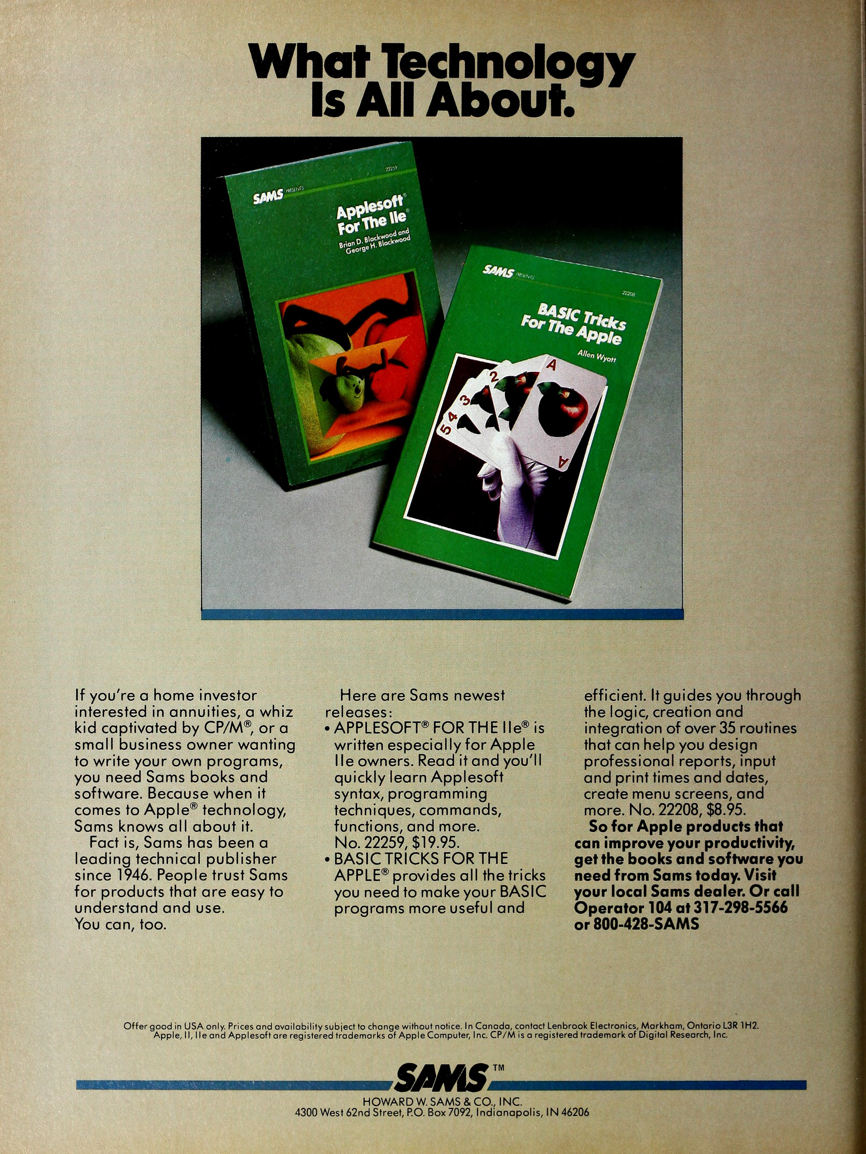 What Technology
Is All About.
SAMS PRESENTS
22259
Applesoft®
For The IIe®
Brian D. Blackwood and
George H. Blackwood
SAMS PRESENTS
22208
BASIC Tricks
For The Apple
Allen Wyatt
5
4
3
2
A
A
If you're a home investor
interested in annuities, a whiz
kid captivated by CP/M®, or a
small business owner wanting
to write your own programs,
you need Sams books and
software. Because when it
comes to Apple® technology,
Sams knows all about it.
Fact is, Sams has been a
leading technical publisher
since 1946. People trust Sams
for products that are easy to
understand and use.
You can, too.
Here are Sams newest
releases:
• APPLESOFT® FOR THE IIe® is
written especially for Apple
IIe owners. Read it and you'll
quickly learn Applesoft
syntax, programming
techniques, commands,
functions, and more.
No. 22259, $19.95.
• BASIC TRICKS FOR THE
APPLE® provides all the tricks
you need to make your BASIC
programs more useful and
efficient. It guides you through
the logic, creation and
integration of over 35 routines
that can help you design
professional reports, input
and print times and dates,
create menu screens, and
more. No. 22208, $8.95.
So for Apple products that
can improve your productivity,
get the books and software you
need from Sams today. Visit
your local Sams dealer. Or call
Operator 104 at 317-298-5566
or 800-428-SAMS
Offer good in USA only. Prices and availability subject to change without notice. In Canada, contact Lenbrook Electronics, Markham, Ontario L3R 1H2.
Apple, II, IIe and Applesoft are registered trademarks of Apple Computer, Inc. CP/M is a registered trademark of Digital Research, Inc.
SAMS™
HOWARD W. SAMS & CO., INC.
4300 West 62nd Street, P.O. Box 7092, Indianapolis, IN 46206